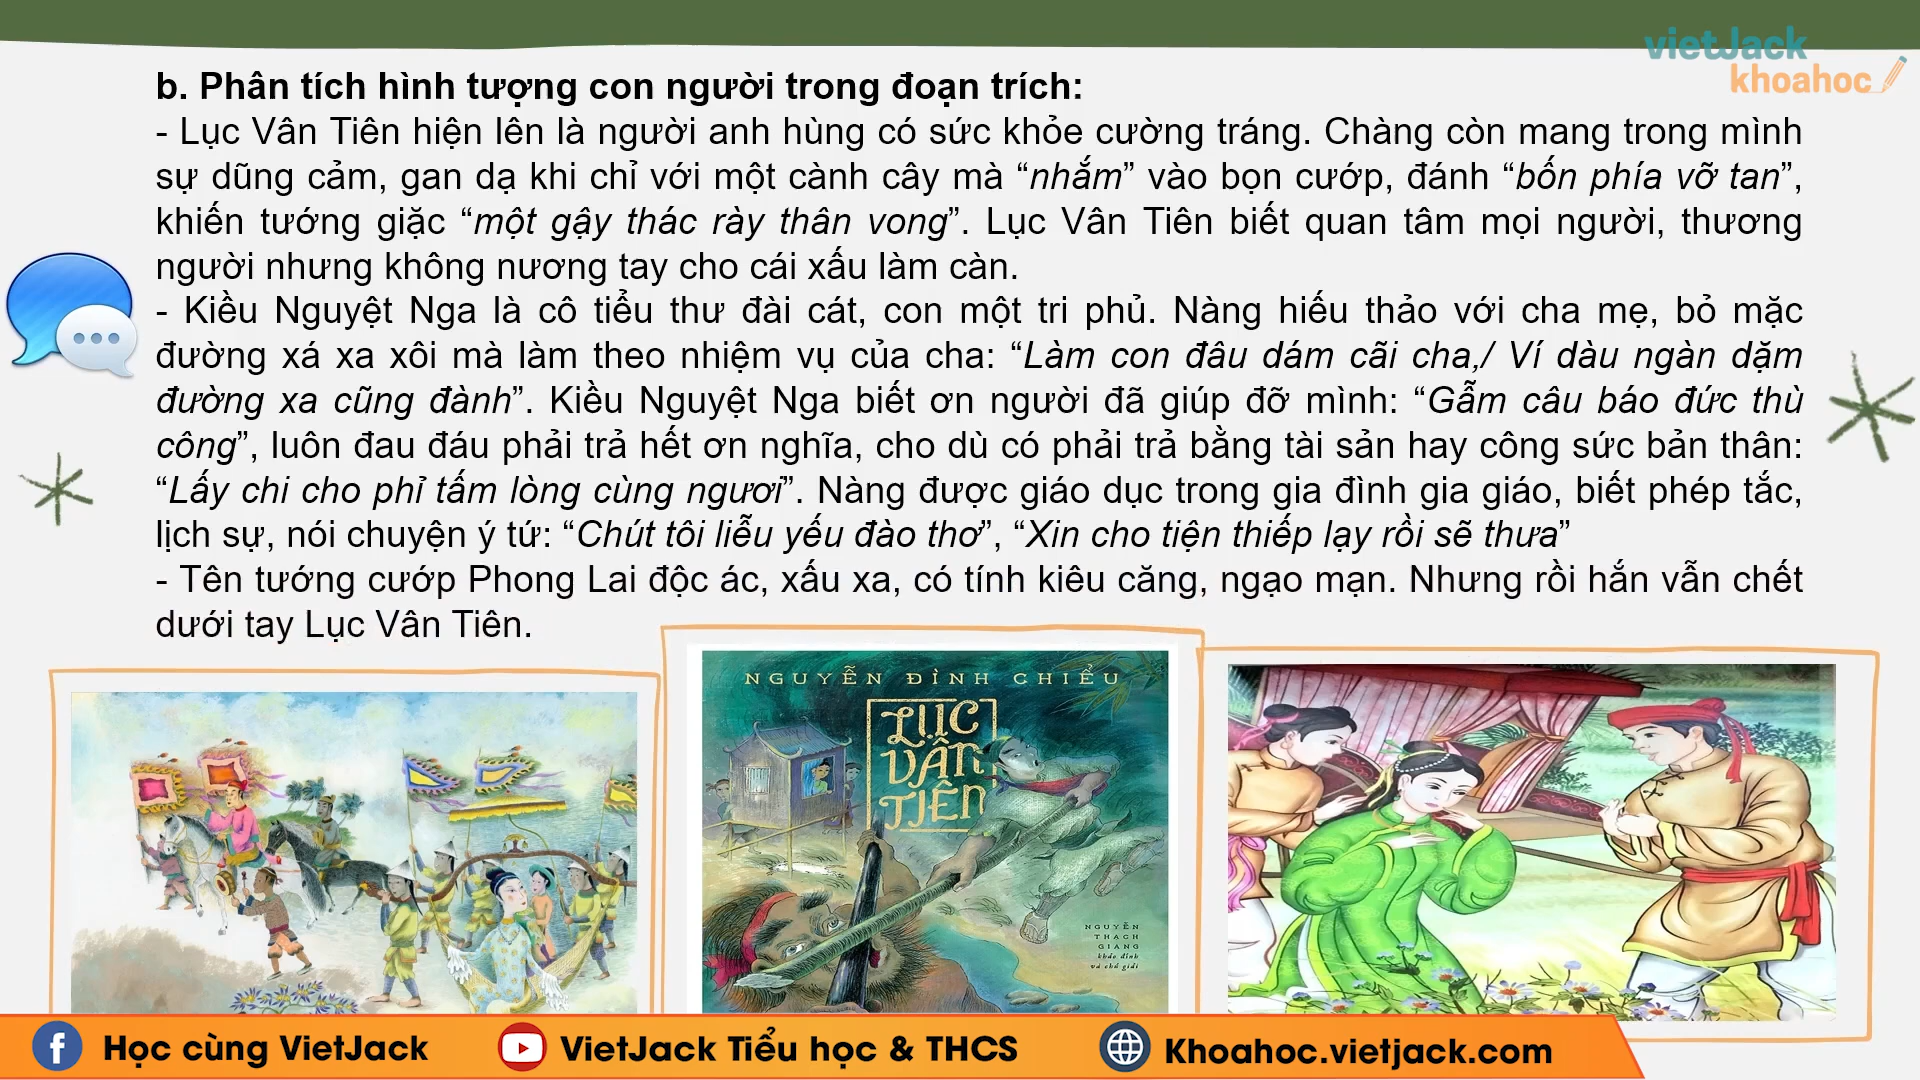 vietJack
khoahoc
b. Phân tích hình tượng con người trong đoạn trích:
- Lục Vân Tiên hiện lên là người anh hùng có sức khỏe cường tráng. Chàng còn mang trong mình
sự dũng cảm, gan dạ khi chỉ với một cành cây mà “nhắm” vào bọn cướp, đánh “bốn phía vỡ tan”,
khiến tướng giặc “một gậy thác rày thân vong”. Lục Vân Tiên biết quan tâm mọi người, thương
người nhưng không nương tay cho cái xấu làm càn.
- Kiều Nguyệt Nga là cô tiểu thư đài cát, con một tri phủ. Nàng hiếu thảo với cha mẹ, bỏ mặc
đường xá xa xôi mà làm theo nhiệm vụ của cha: “Làm con đâu dám cãi cha,/ Ví dàu ngàn dặm
đường xa cũng đành”. Kiều Nguyệt Nga biết ơn người đã giúp đỡ mình: “Gẫm câu báo đức thù
công”, luôn đau đáu phải trả hết ơn nghĩa, cho dù có phải trả bằng tài sản hay công sức bản thân:
“Lấy chi cho phỉ tấm lòng cùng ngươi”. Nàng được giáo dục trong gia đình gia giáo, biết phép tắc,
lịch sự, nói chuyện ý tứ: “Chút tôi liễu yếu đào thơ”, “Xin cho tiện thiếp lạy rồi sẽ thưa”
- Tên tướng cướp Phong Lai độc ác, xấu xa, có tính kiêu căng, ngạo mạn. Nhưng rồi hắn vẫn chết
dưới tay Lục Vân Tiên.
NGUYỄN ĐÌNH CHIỂU
LỤC
VÂN
TIÊN
NGUYỄN
THẠCH
GIANG
khảo đính
và chú giải
Học cùng VietJack
VietJack Tiểu học & THCS
Khoahoc.vietjack.com